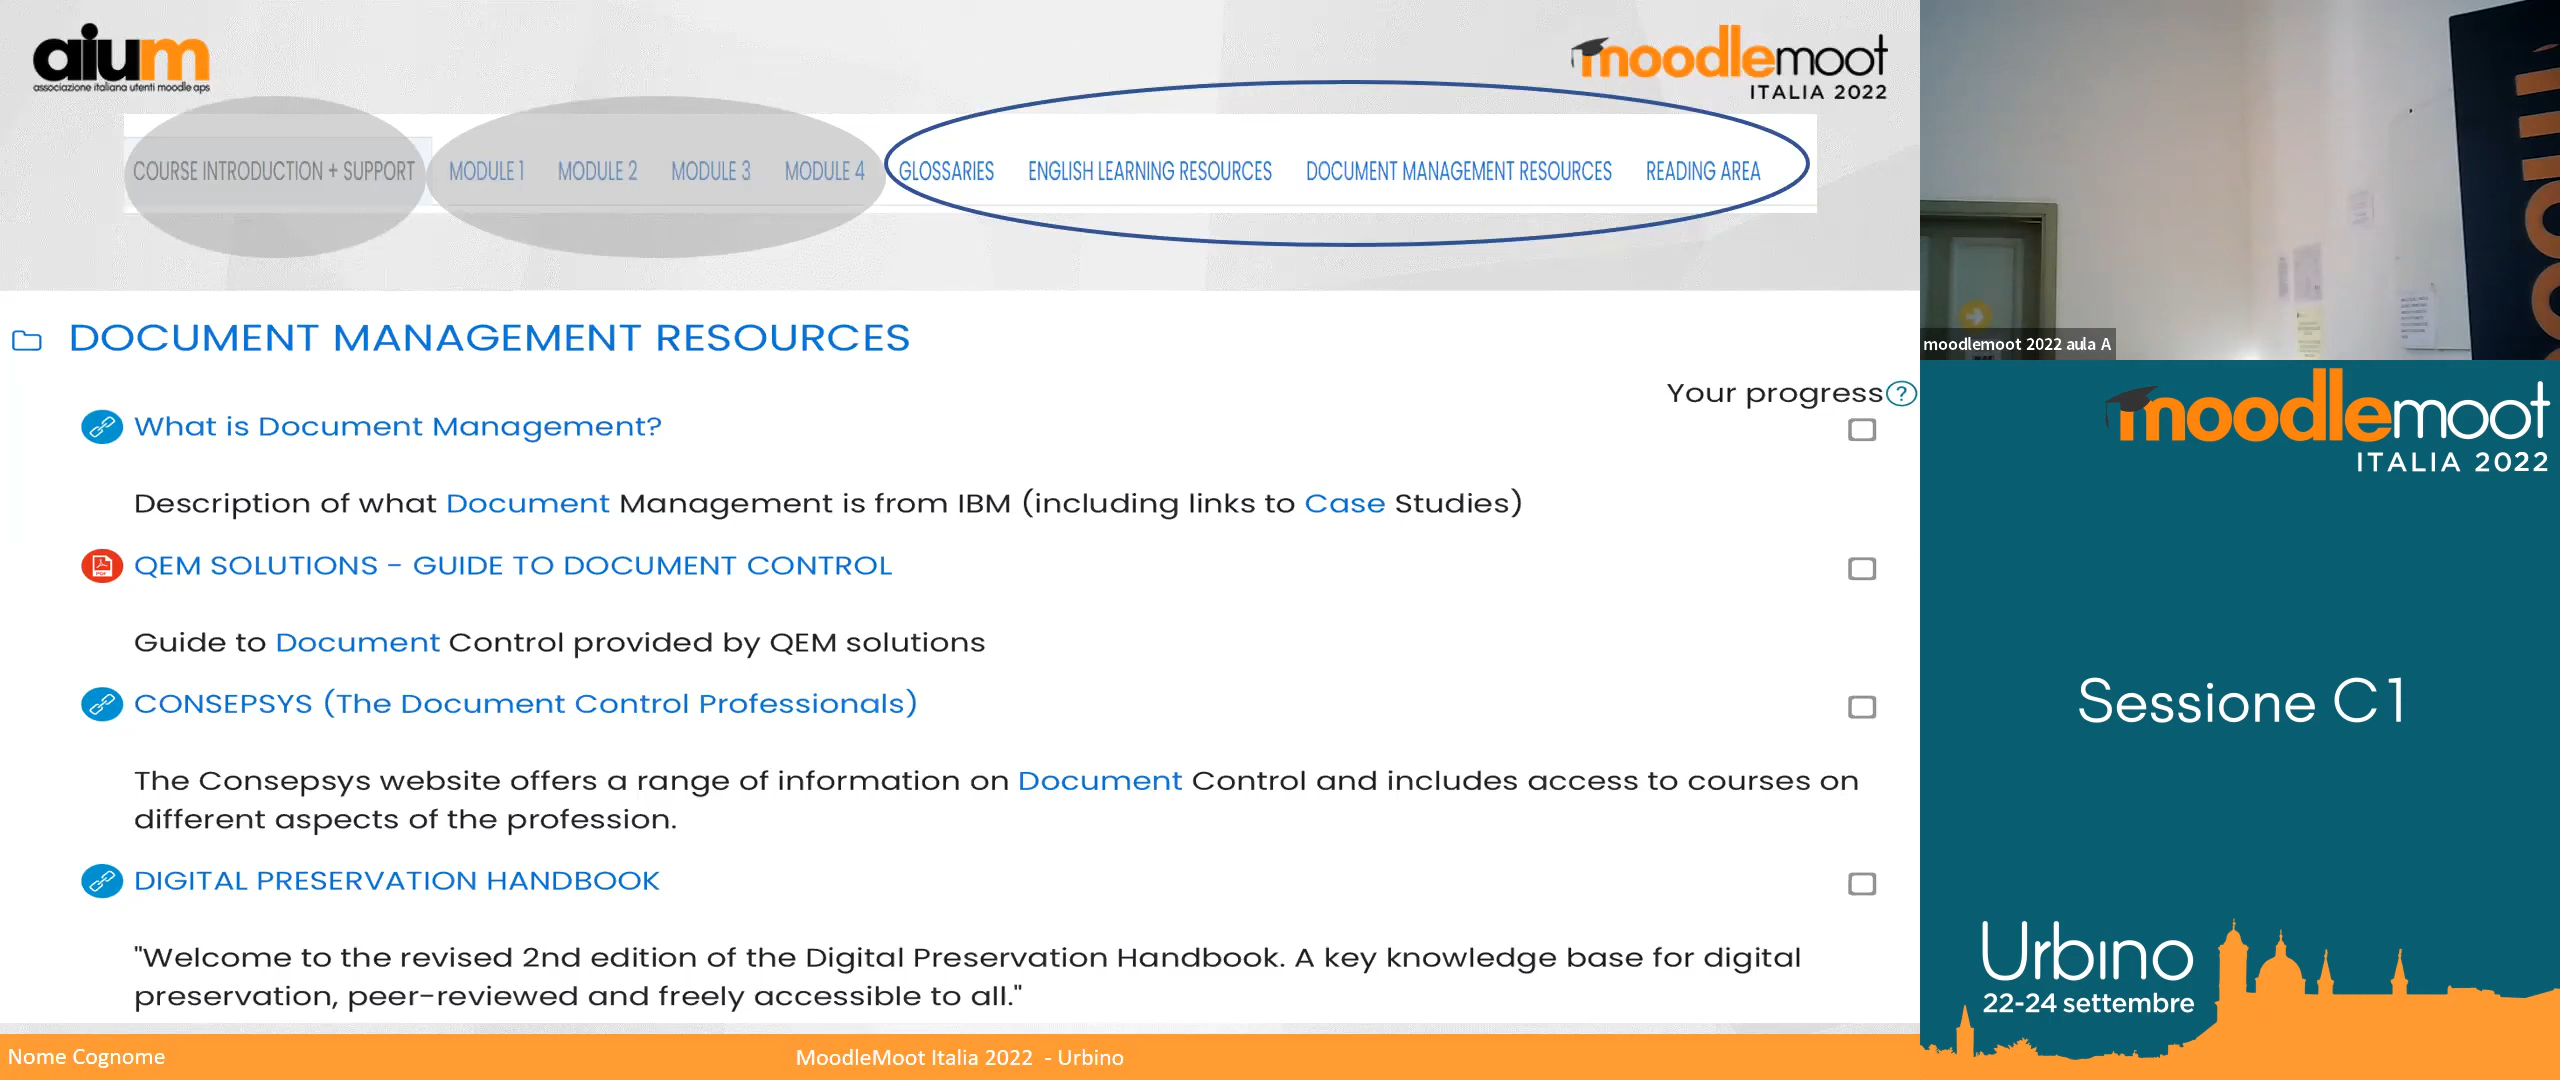 aium
associazione italiana utenti moodle aps
moodlemoot
ITALIA 2022
COURSE INTRODUCTION + SUPPORT MODULE 1 MODULE 2 MODULE 3 MODULE 4 GLOSSARIES ENGLISH LEARNING RESOURCES DOCUMENT MANAGEMENT RESOURCES READING AREA
DOCUMENT MANAGEMENT RESOURCES
Your progress ?
What is Document Management?
Description of what Document Management is from IBM (including links to Case Studies)
QEM SOLUTIONS - GUIDE TO DOCUMENT CONTROL
Guide to Document Control provided by QEM solutions
CONSEPSYS (The Document Control Professionals)
The Consepsys website offers a range of information on Document Control and includes access to courses on
different aspects of the profession.
DIGITAL PRESERVATION HANDBOOK
"Welcome to the revised 2nd edition of the Digital Preservation Handbook. A key knowledge base for digital
preservation, peer-reviewed and freely accessible to all."
Nome Cognome
MoodleMoot Italia 2022 - Urbino
moodlemoot 2022 aula A
moodlemoot
ITALIA 2022
Sessione C1
Urbino
22-24 settembre